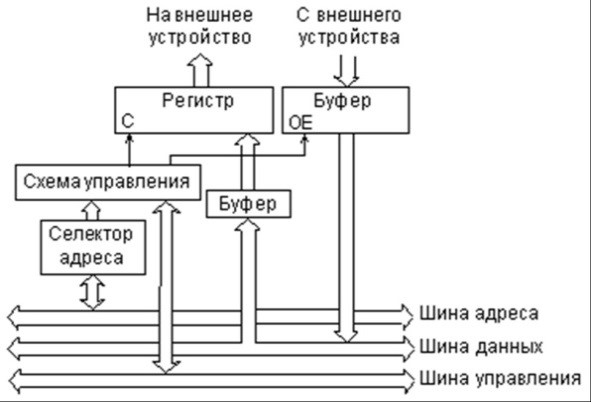 На внешнее
устройство
С внешнего
устройства
Регистр
С
Буфер
OE
Схема управления
Буфер
Селектор
адреса
Шина адреса
Шина данных
Шина управления